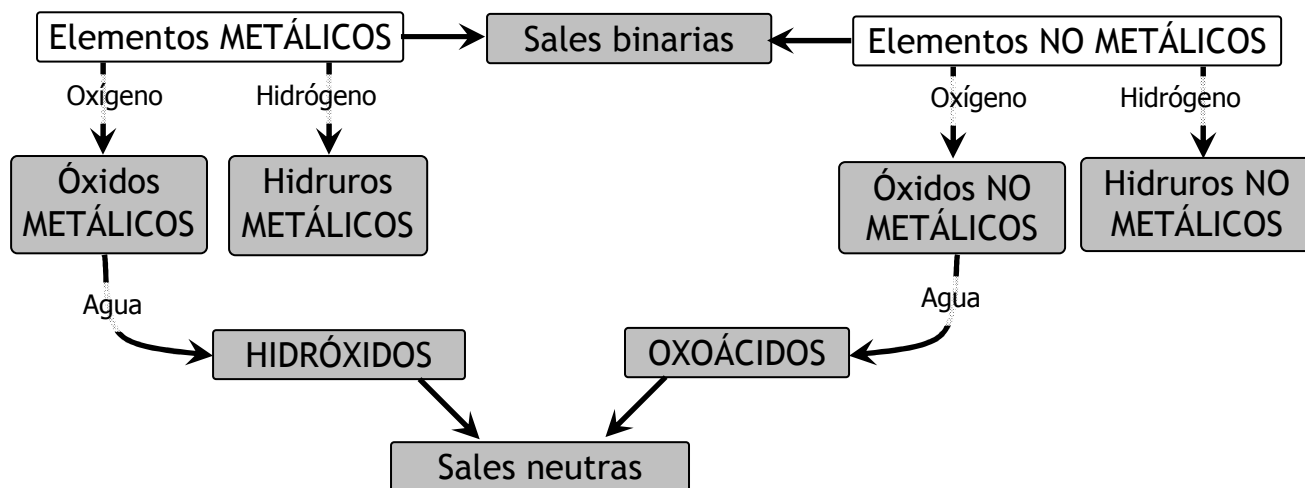 Elementos METÁLICOS
Sales binarias
Elementos NO METÁLICOS
Oxígeno
Hidrógeno
Oxígeno
Hidrógeno
Óxidos
METÁLICOS
Hidruros
METÁLICOS
Óxidos NO
METÁLICOS
Hidruros NO
METÁLICOS
Agua
Agua
HIDRÓXIDOS
OXOÁCIDOS
Sales neutras